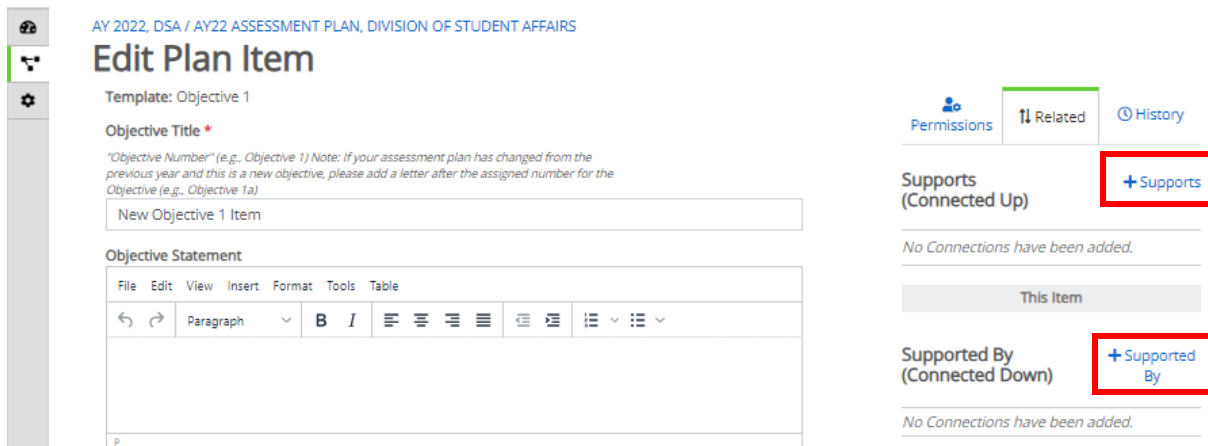 AY 2022, DSA / AY22 ASSESSMENT PLAN, DIVISION OF STUDENT AFFAIRS
Edit Plan Item
Template: Objective 1
Objective Title *
"Objective Number" (e.g., Objective 1) Note: If your assessment plan has changed from the
previous year and this is a new objective, please add a letter after the assigned number for the
Objective (e.g., Objective 1a)
New Objective 1 Item
Objective Statement
File Edit View Insert Format Tools Table
Paragraph B I
P
Permissions
Related
History
Supports
(Connected Up)
+ Supports
No Connections have been added.
This Item
Supported By
(Connected Down)
+ Supported
By
No Connections have been added.